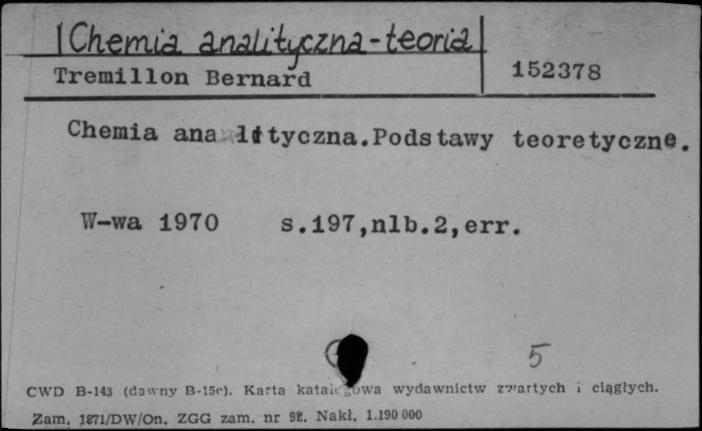 Chemia analityczna-teoria
Tremillon Bernard
152378
Chemia analityczna.Podstawy teoretyczne.
W-wa 1970 s.197,nlb.2,err.
5
CWD B-143 (dawny B-15c). Karta katalogowa wydawnictw zwartych i ciągłych.
Zam. 1871/DW/On. ZGG zam. nr 92. Nakł. 1.190 000